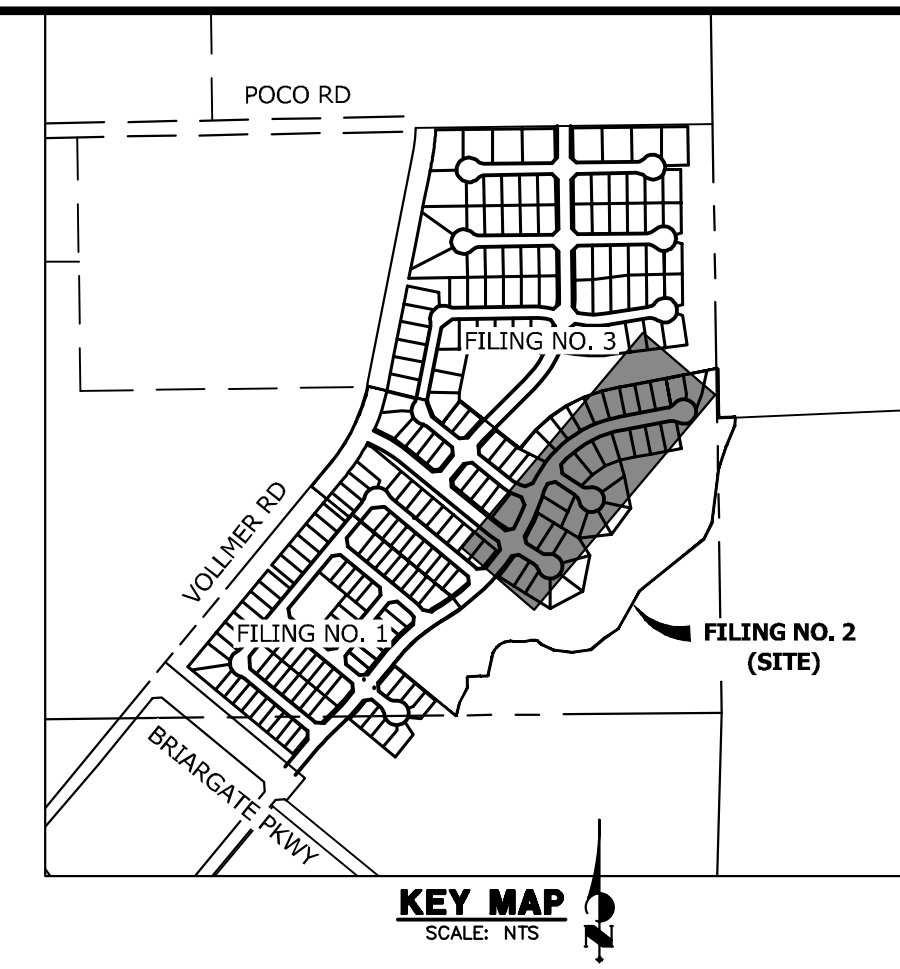 POCO RD
FILING NO. 3
VOLLMER RD
FILING NO. 1
FILING NO. 2
(SITE)
BRIARGATE PKWY
KEY MAP
SCALE: NTS
N